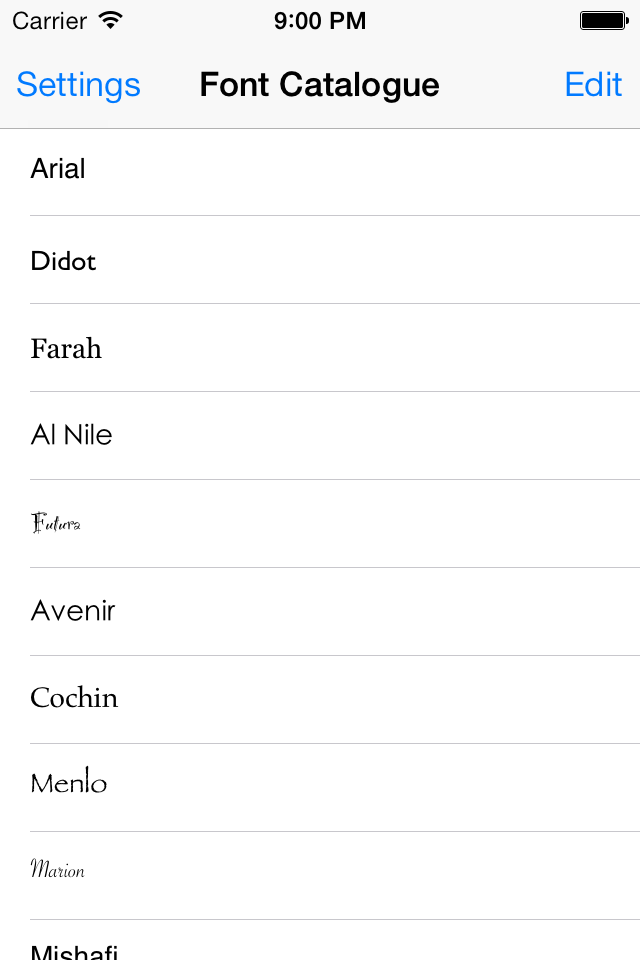 Carrier 9:00 PM
Settings Font Catalogue Edit
Arial
Didot
Farah
Al Nile
Futura
Avenir
Cochin
Menlo
Marion
Mishafi